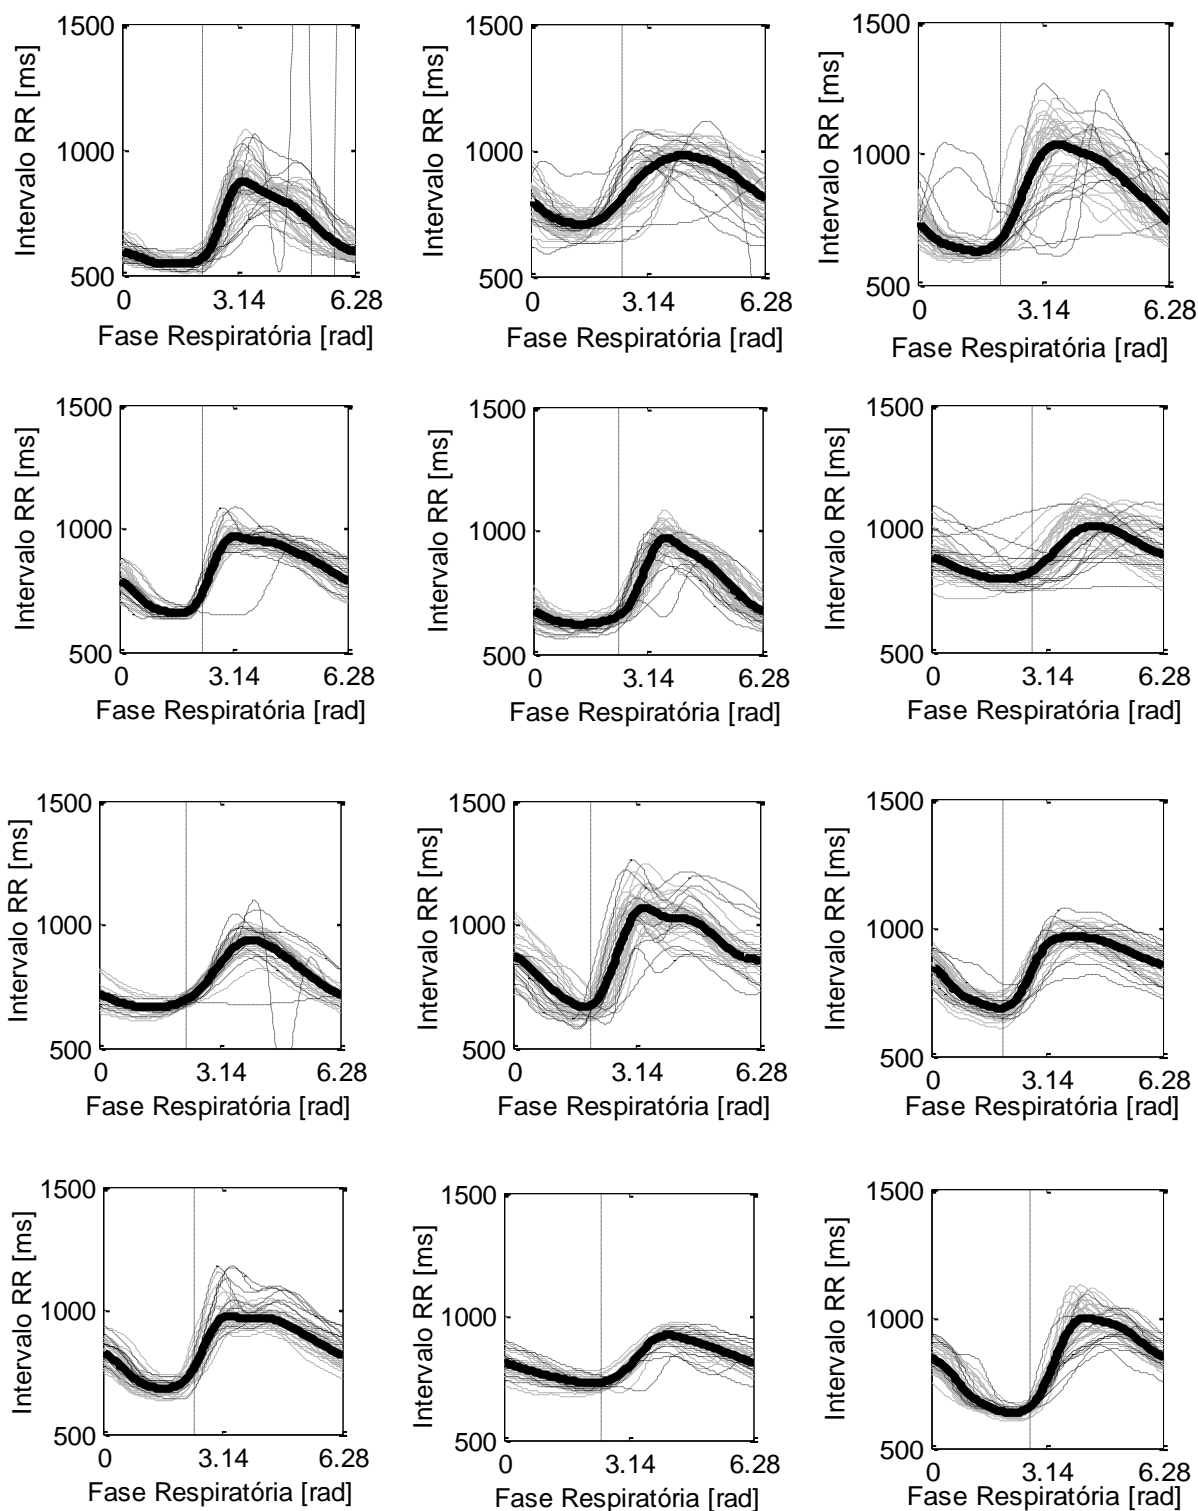 1500
1000
500
Intervalo RR [ms]
0 3.14 6.28
Fase Respiratória [rad]
1500
1000
500
Intervalo RR [ms]
0 3.14 6.28
Fase Respiratória [rad]
1500
1000
500
Intervalo RR [ms]
0 3.14 6.28
Fase Respiratória [rad]
1500
1000
500
Intervalo RR [ms]
0 3.14 6.28
Fase Respiratória [rad]
1500
1000
500
Intervalo RR [ms]
0 3.14 6.28
Fase Respiratória [rad]
1500
1000
500
Intervalo RR [ms]
0 3.14 6.28
Fase Respiratória [rad]
1500
1000
500
Intervalo RR [ms]
0 3.14 6.28
Fase Respiratória [rad]
1500
1000
500
Intervalo RR [ms]
0 3.14 6.28
Fase Respiratória [rad]
1500
1000
500
Intervalo RR [ms]
0 3.14 6.28
Fase Respiratória [rad]
1500
1000
500
Intervalo RR [ms]
0 3.14 6.28
Fase Respiratória [rad]
1500
1000
500
Intervalo RR [ms]
0 3.14 6.28
Fase Respiratória [rad]
1500
1000
500
Intervalo RR [ms]
0 3.14 6.28
Fase Respiratória [rad]